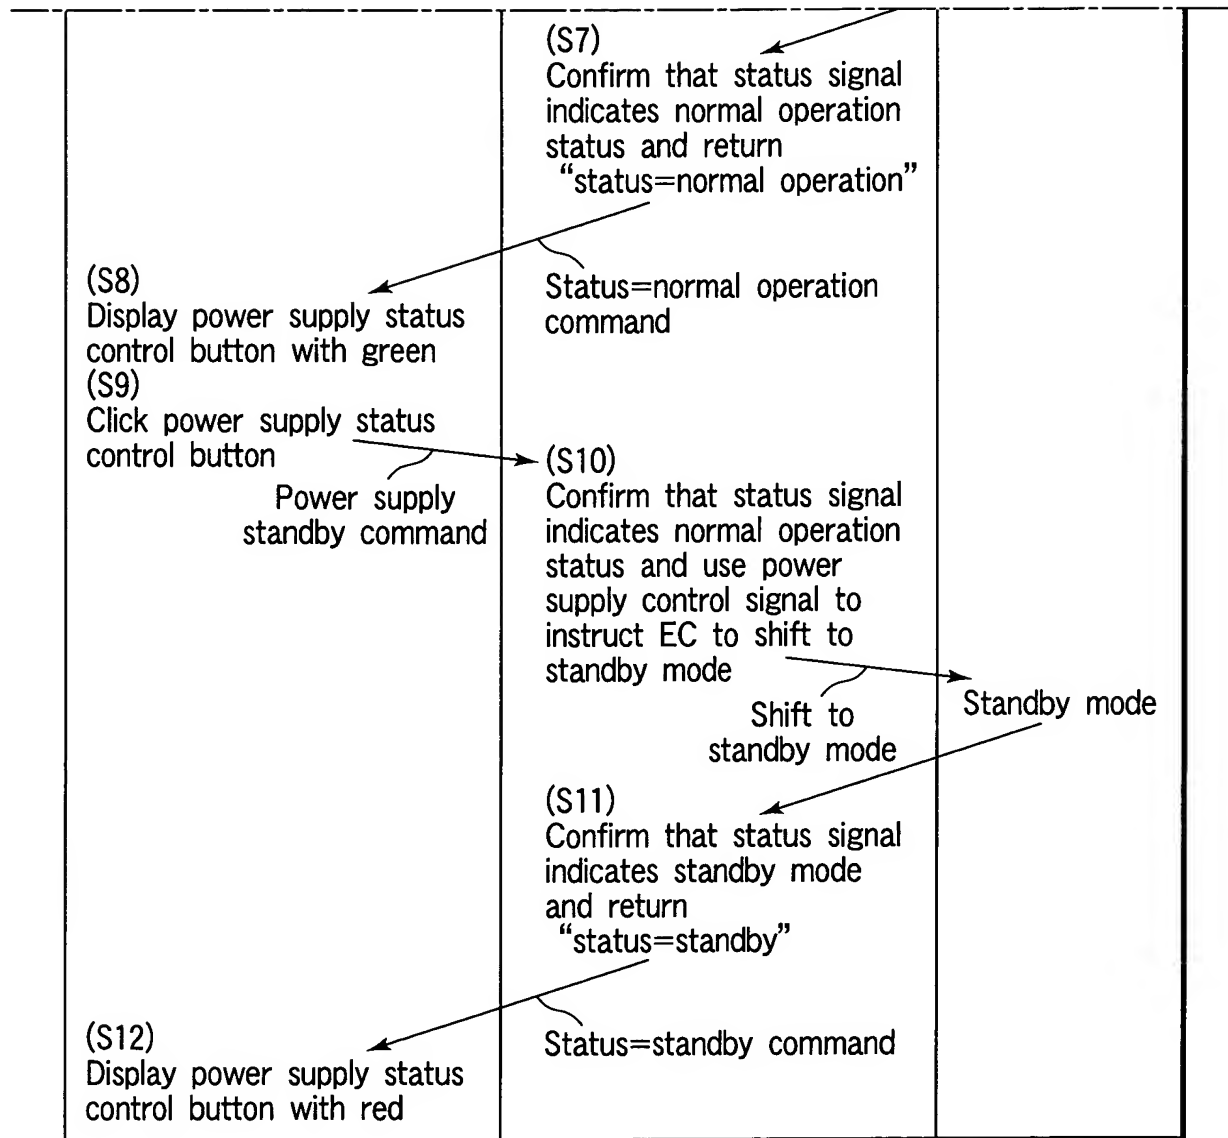 (S7)
Confirm that status signal
indicates normal operation
status and return
“status=normal operation”
(S8)
Display power supply status
control button with green
Status=normal operation
command
(S9)
Click power supply status
control button
Power supply
standby command
(S10)
Confirm that status signal
indicates normal operation
status and use power
supply control signal to
instruct EC to shift to
standby mode
Shift to
standby mode
Standby mode
(S11)
Confirm that status signal
indicates standby mode
and return
“status=standby”
Status=standby command
(S12)
Display power supply status
control button with red